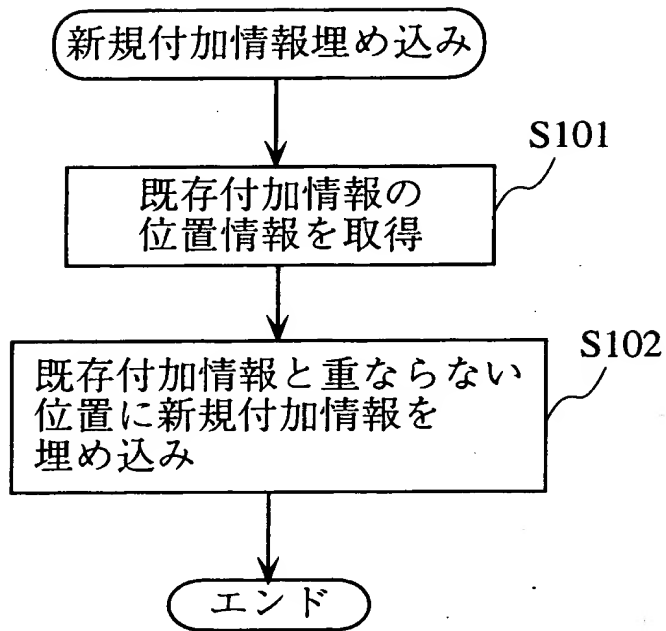 新規付加情報埋め込み
S101
既存付加情報の
位置情報を取得
S102
既存付加情報と重ならない
位置に新規付加情報を
埋め込み
エンド